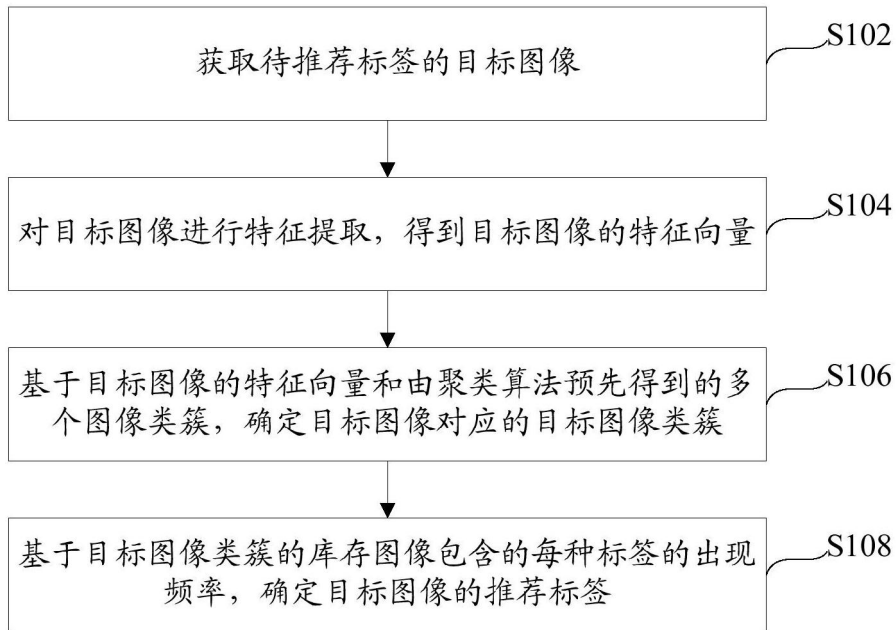 获取待推荐标签的目标图像
S102
对目标图像进行特征提取，得到目标图像的特征向量
S104
基于目标图像的特征向量和由聚类算法预先得到的多
个图像类簇，确定目标图像对应的目标图像类簇
S106
基于目标图像类簇的库存图像包含的每种标签的出现
频率，确定目标图像的推荐标签
S108